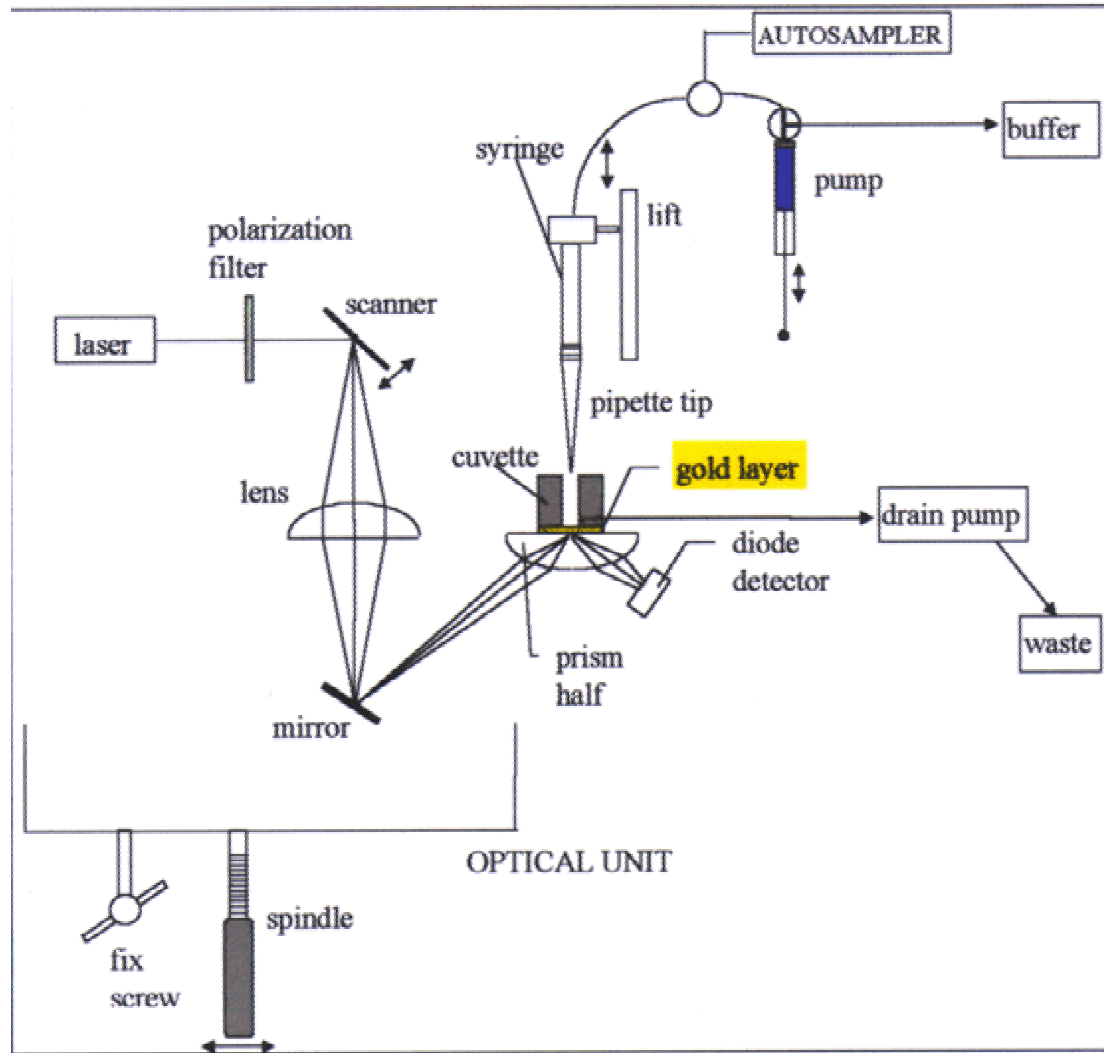 AUTOSAMPLER
buffer
syringe
pump
lift
polarization
filter
scanner
laser
pipette tip
cuvette
gold layer
lens
drain pump
diode
detector
waste
prism
half
mirror
OPTICAL UNIT
spindle
fix
screw